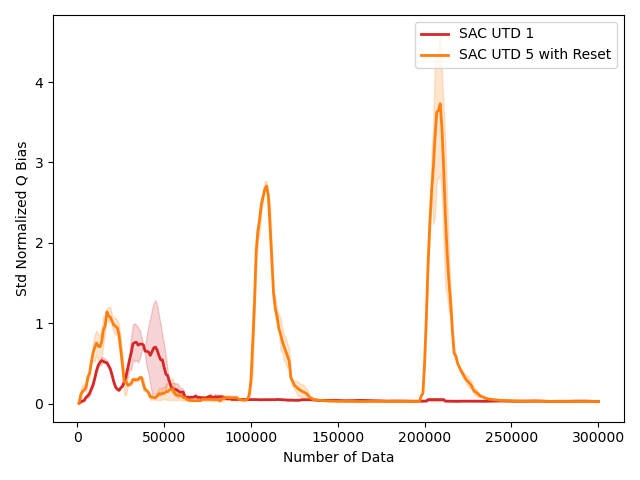 SAC UTD 1
SAC UTD 5 with Reset
Std Normalized Q Bias
4
3
2
1
0
0 50000 100000 150000 200000 250000 300000
Number of Data